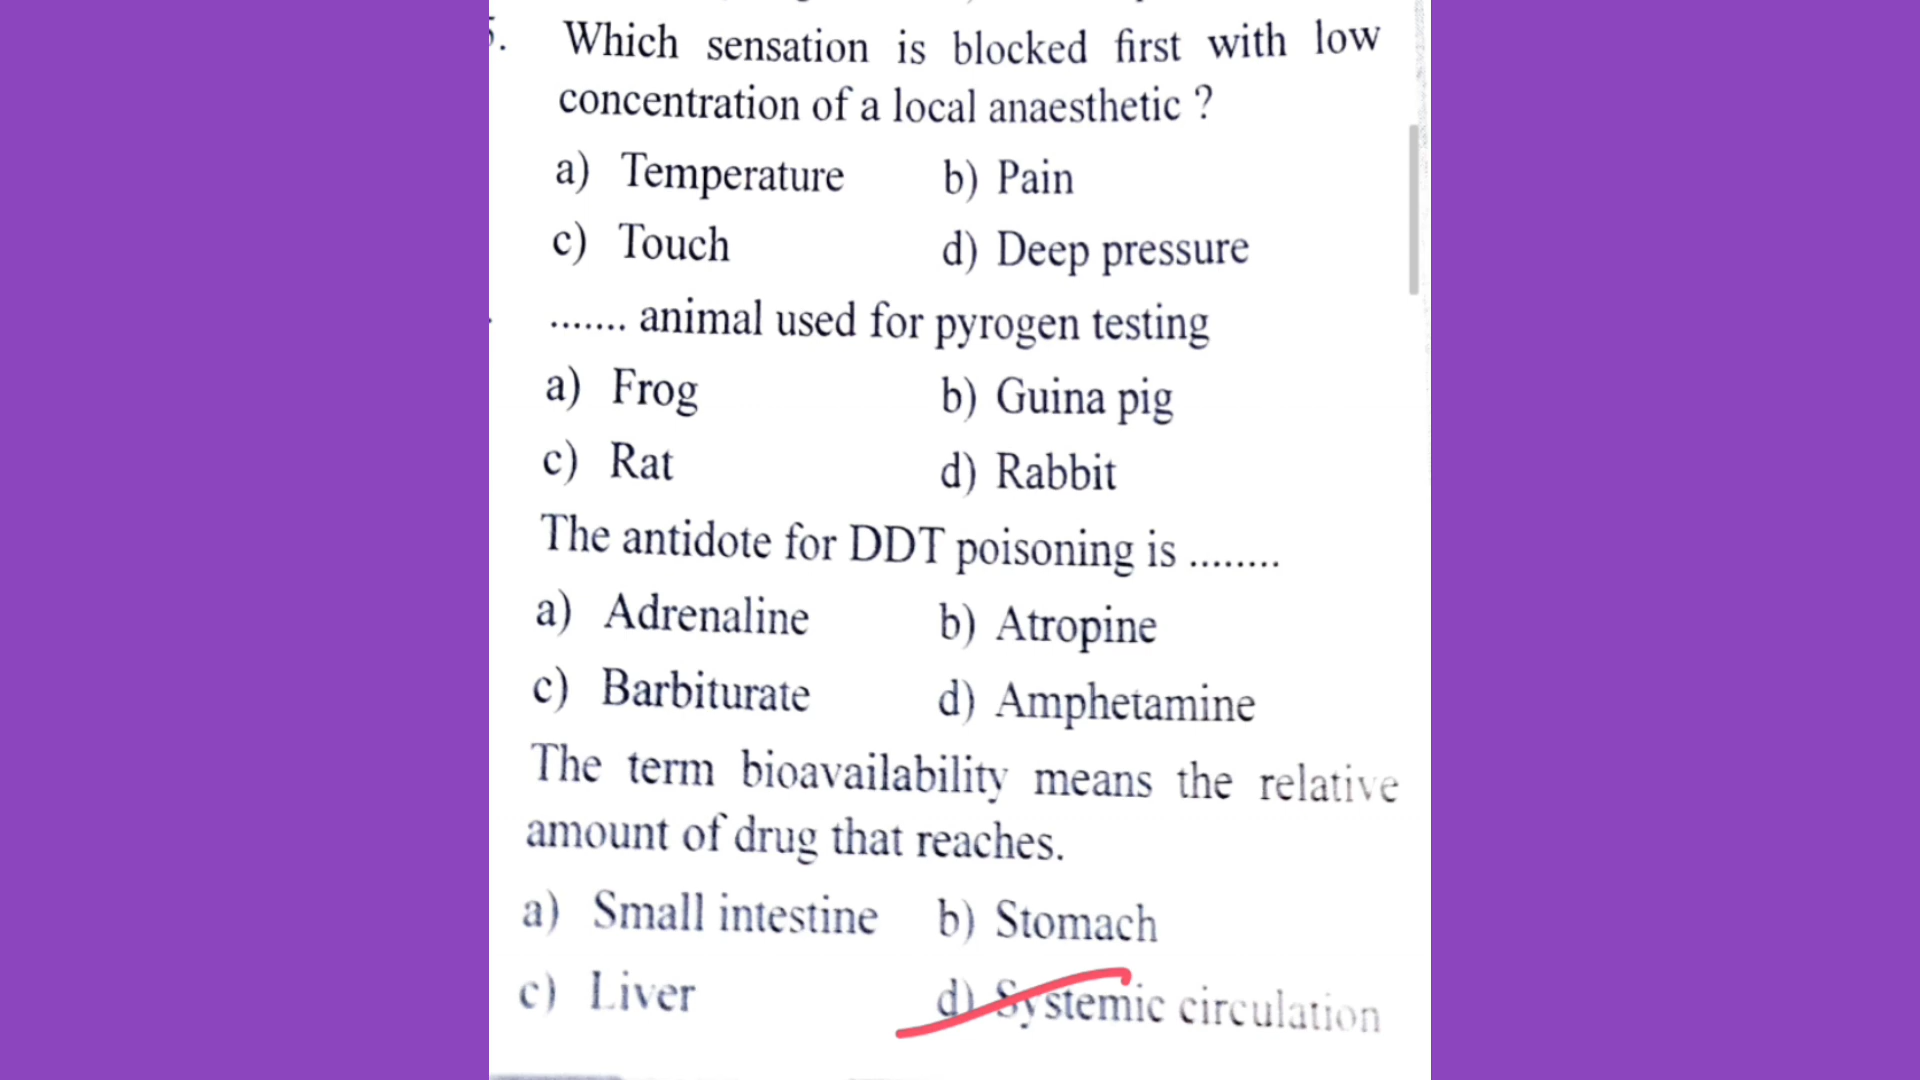 5. Which sensation is blocked first with low
concentration of a local anaesthetic ?
a) Temperature b) Pain
c) Touch d) Deep pressure
....... animal used for pyrogen testing
a) Frog b) Guina pig
c) Rat d) Rabbit
The antidote for DDT poisoning is ........
a) Adrenaline b) Atropine
c) Barbiturate d) Amphetamine
The term bioavailability means the relative
amount of drug that reaches.
a) Small intestine b) Stomach
c) Liver d) Systemic circulation